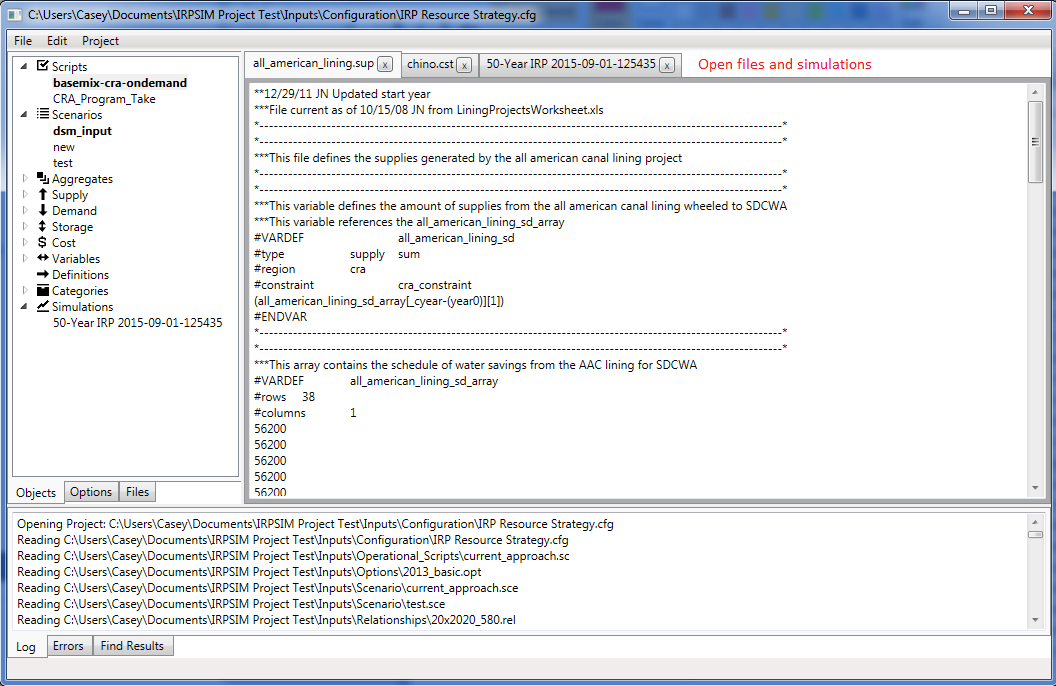 C:\Users\Casey\Documents\IRPSIM Project Test\Inputs\Configuration\IRP Resource Strategy.cfg
File Edit Project
Scripts
basemix-cra-ondemand
CRA_Program_Take
Scenarios
dsm_input
new
test
Aggregates
Supply
Demand
Storage
$ Cost
Variables
Definitions
Categories
Simulations
50-Year IRP 2015-09-01-125435
Objects Options Files
all_american_lining.sup x chino.cst x 50-Year IRP 2015-09-01-125435 x Open files and simulations
**12/29/11 JN Updated start year
***File current as of 10/15/08 JN from LiningProjectsWorksheet.xls
*---------------------------------------------------------------------------------------------------------*
*---------------------------------------------------------------------------------------------------------*
***This file defines the supplies generated by the all american canal lining project
*---------------------------------------------------------------------------------------------------------*
*---------------------------------------------------------------------------------------------------------*
***This variable defines the amount of supplies from the all american canal lining wheeled to SDCWA
***This variable references the all_american_lining_sd_array
#VARDEF all_american_lining_sd
#type supply sum
#region cra
#constraint cra_constraint
(all_american_lining_sd_array[_cyear-(year0)][1])
#ENDVAR
*---------------------------------------------------------------------------------------------------------*
*---------------------------------------------------------------------------------------------------------*
***This array contains the schedule of water savings from the AAC lining for SDCWA
#VARDEF all_american_lining_sd_array
#rows 38
#columns 1
56200
56200
56200
56200
56200
Opening Project: C:\Users\Casey\Documents\IRPSIM Project Test\Inputs\Configuration\IRP Resource Strategy.cfg
Reading C:\Users\Casey\Documents\IRPSIM Project Test\Inputs\Configuration\IRP Resource Strategy.cfg
Reading C:\Users\Casey\Documents\IRPSIM Project Test\Inputs\Operational_Scripts\current_approach.sc
Reading C:\Users\Casey\Documents\IRPSIM Project Test\Inputs\Options\2013_basic.opt
Reading C:\Users\Casey\Documents\IRPSIM Project Test\Inputs\Scenario\current_approach.sce
Reading C:\Users\Casey\Documents\IRPSIM Project Test\Inputs\Scenario\test.sce
Reading C:\Users\Casey\Documents\IRPSIM Project Test\Inputs\Relationships\20x2020_580.rel
Log Errors Find Results